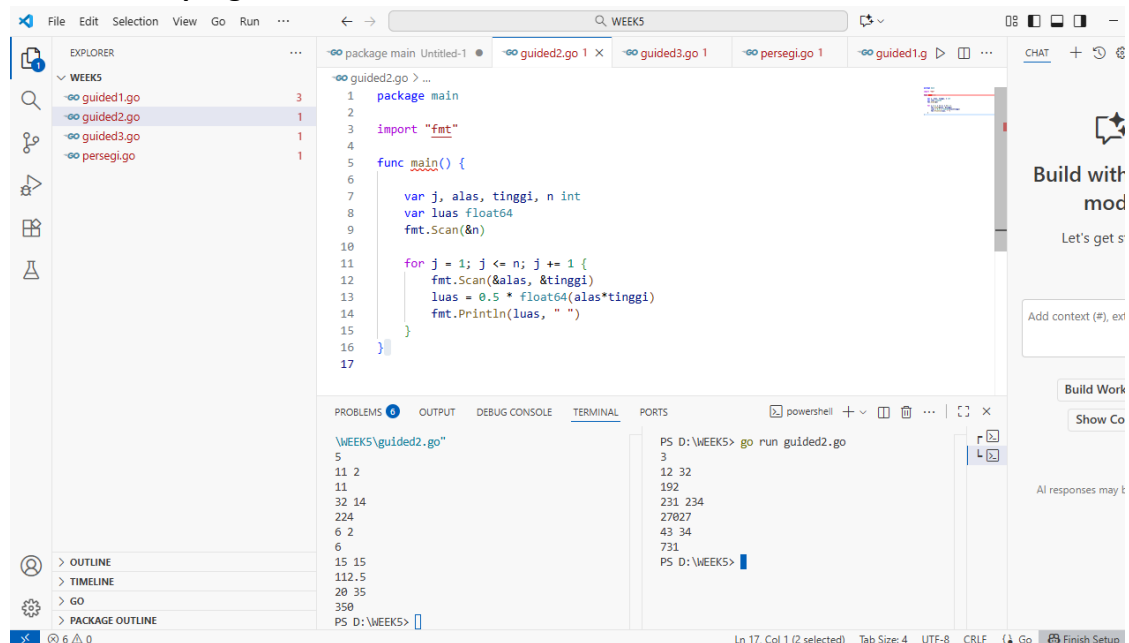 File Edit Selection View Go Run ··· WEEK5
EXPLORER
WEEK5
guided1.go 3
guided2.go 1
guided3.go 1
persegi.go 1
OUTLINE
TIMELINE
GO
PACKAGE OUTLINE
package main Untitled-1 guided2.go 1 guided3.go 1 persegi.go 1 guided1.g
guided2.go > ...
1 package main
2
3 import "fmt"
4
5 func main() {
6
7 var j, alas, tinggi, n int
8 var luas float64
9 fmt.Scan(&n)
10
11 for j = 1; j <= n; j += 1 {
12 fmt.Scan(&alas, &tinggi)
13 luas = 0.5 * float64(alas*tinggi)
14 fmt.Println(luas, " ")
15 }
16 }
17
PROBLEMS 6 OUTPUT DEBUG CONSOLE TERMINAL PORTS powershell
\WEEK5\guided2.go"
5
11 2
11
32 14
224
6 2
6
15 15
112.5
20 35
350
PS D:\WEEK5>
PS D:\WEEK5> go run guided2.go
3
12 32
192
231 234
27027
43 34
731
PS D:\WEEK5>
CHAT
Build with
Let's get
Add context (#),
Build Work
Show
AI responses may
6 0 Ln 17, Col 1 (2 selected) Tab Size: 4 UTF-8 CRLF Go Finish Setup